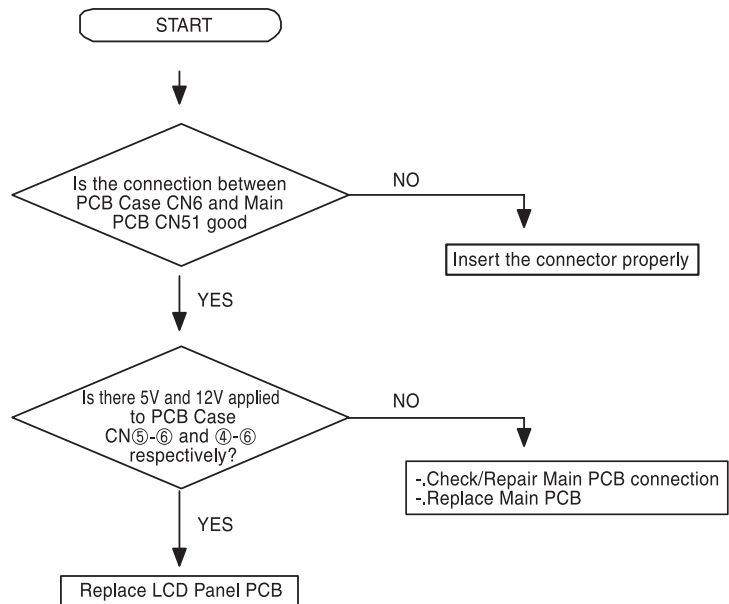 START
Is the connection between
PCB Case CN6 and Main
PCB CN51 good
NO
Insert the connector properly
YES
Is there 5V and 12V applied
to PCB Case
CN⑤-⑥ and ④-⑥
respectively?
NO
-.Check/Repair Main PCB connection
-.Replace Main PCB
YES
Replace LCD Panel PCB